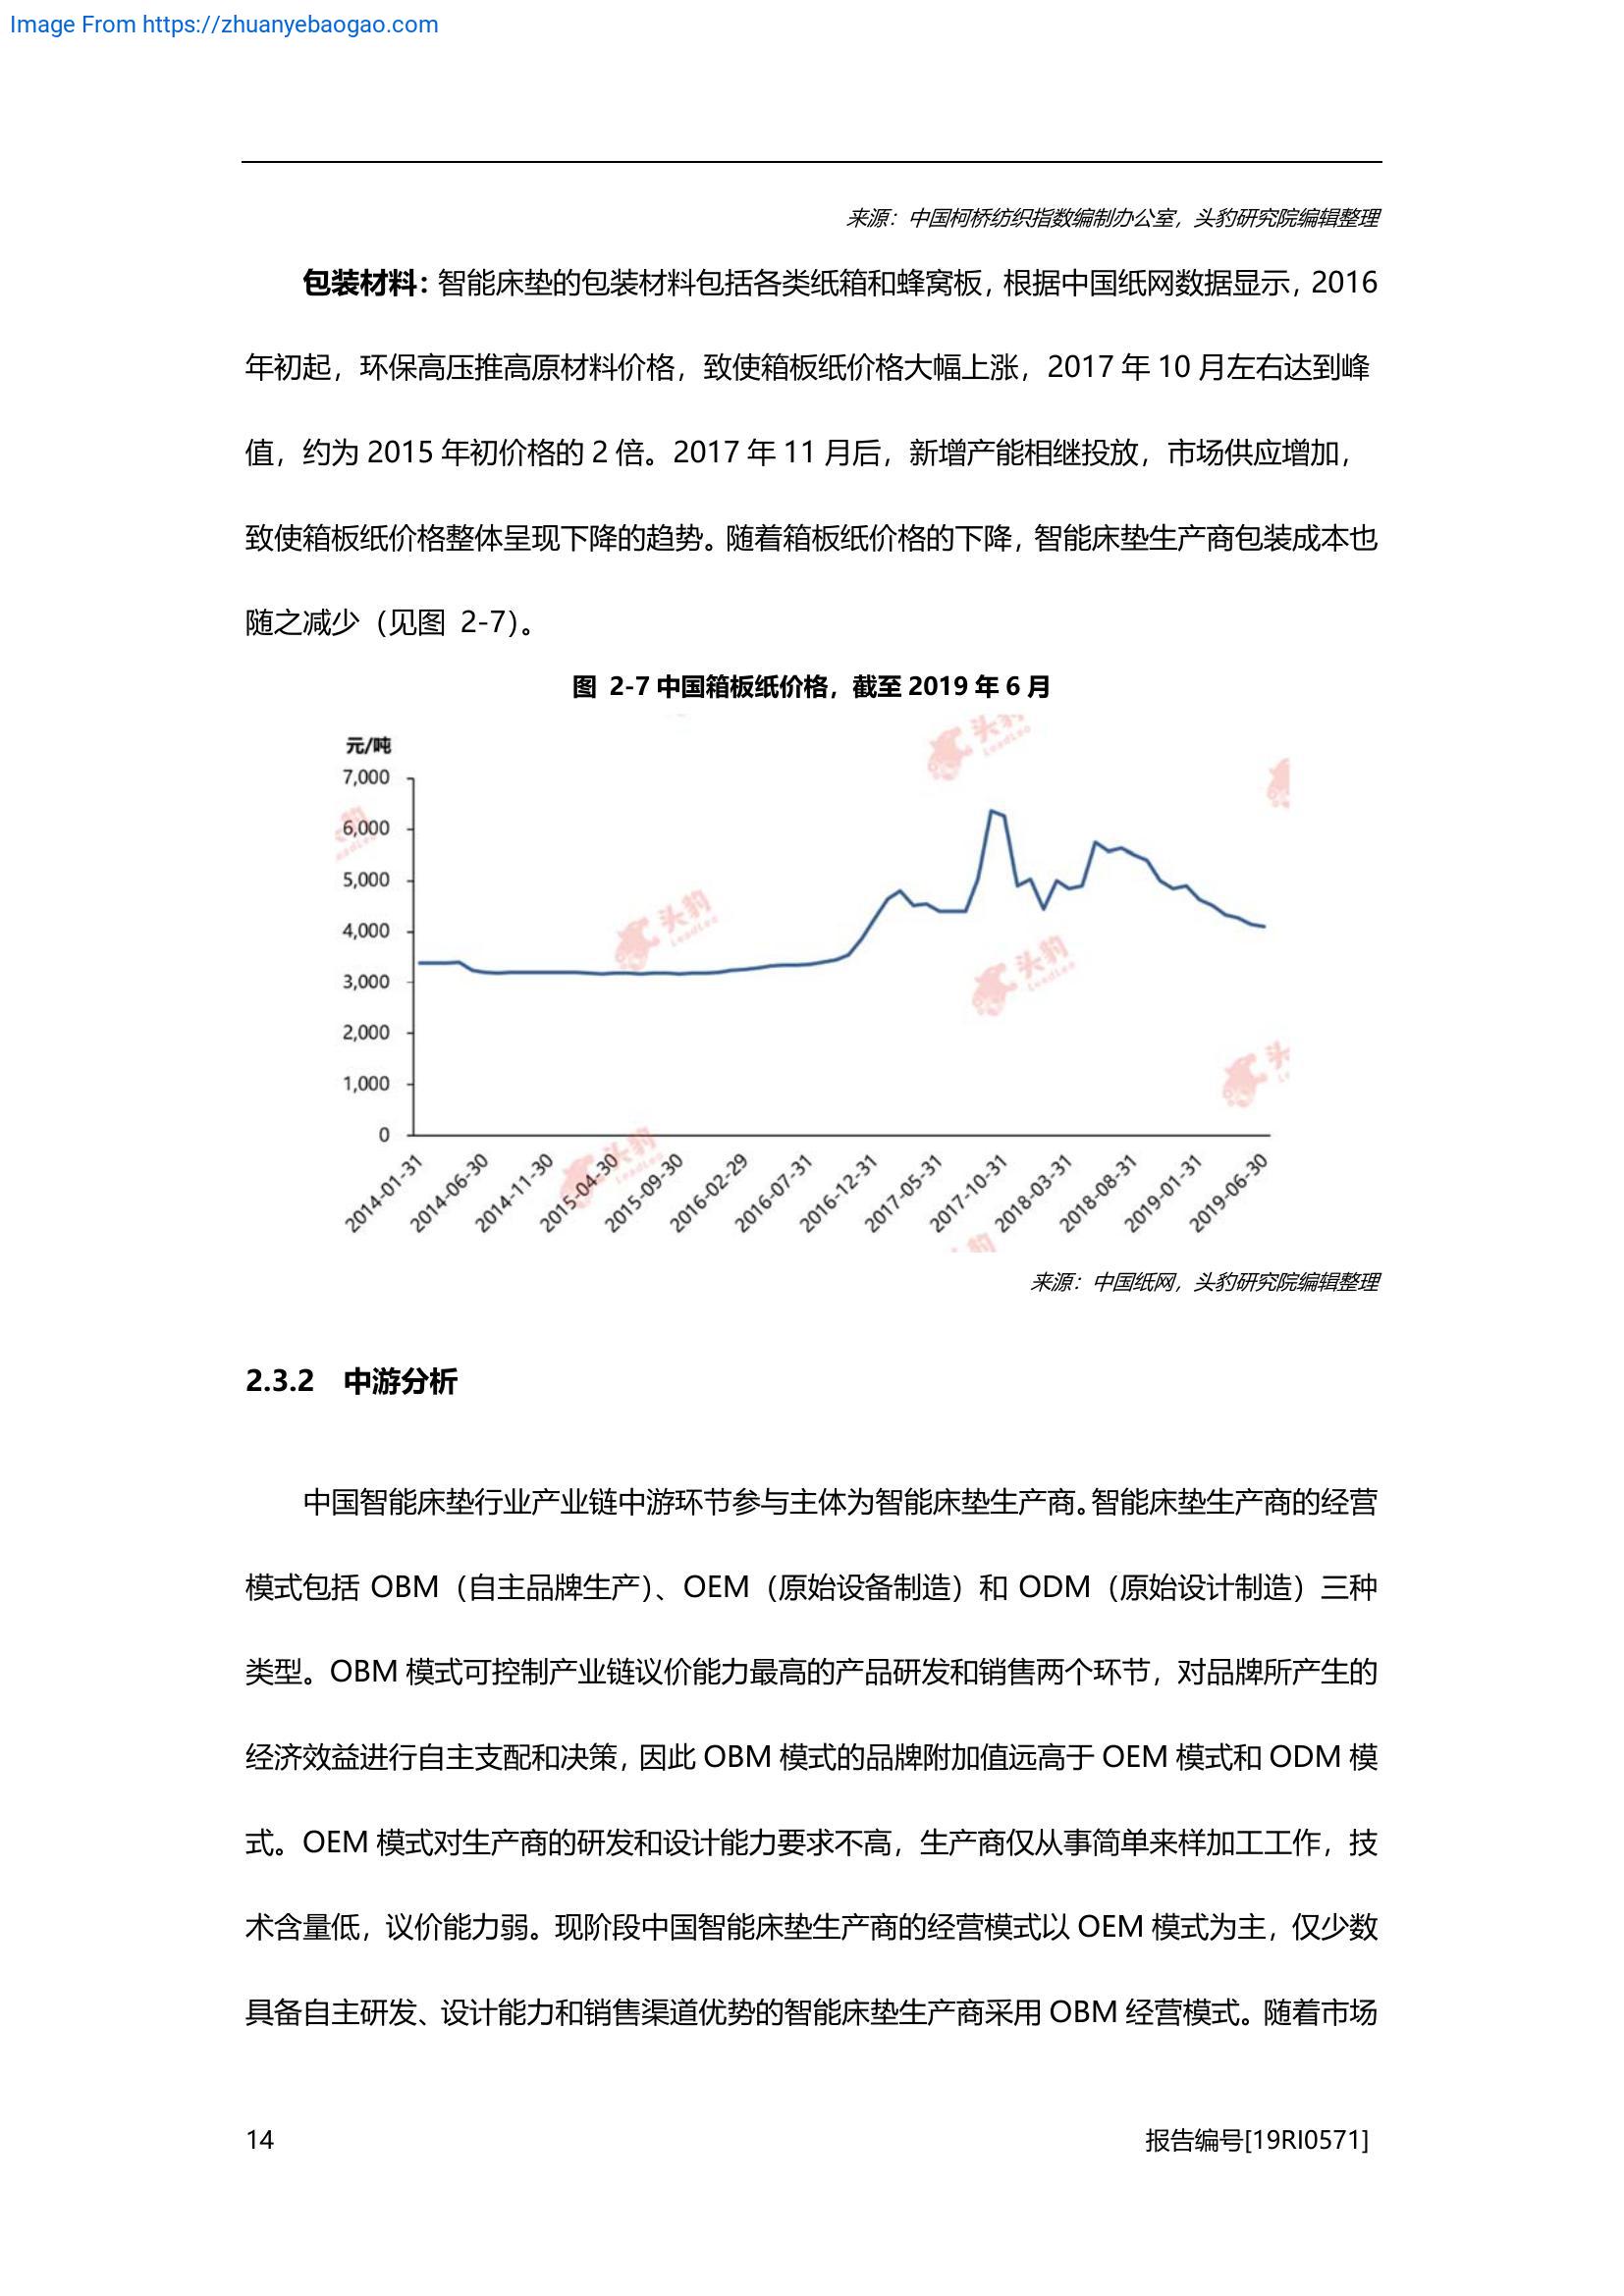 Image From https://zhuanyebaogao.com
来源：中国柯桥纺织指数编制办公室，头豹研究院编辑整理
包装材料：智能床垫的包装材料包括各类纸箱和蜂窝板，根据中国纸网数据显示，2016
年初起，环保高压推高原材料价格，致使箱板纸价格大幅上涨，2017 年 10 月左右达到峰
值，约为 2015 年初价格的 2 倍。2017 年 11 月后，新增产能相继投放，市场供应增加，
致使箱板纸价格整体呈现下降的趋势。随着箱板纸价格的下降，智能床垫生产商包装成本也
随之减少（见图 2-7）。
图 2-7 中国箱板纸价格，截至 2019 年 6 月
元/吨
7,000
6,000
5,000
4,000
3,000
2,000
1,000
0
2014-01-31
2014-06-30
2014-11-30
2015-04-30
2015-09-30
2016-02-29
2016-07-31
2016-12-31
2017-05-31
2017-10-31
2018-03-31
2018-08-31
2019-01-31
2019-06-30
头豹
LeadLeo
头豹
LeadLeo
头豹
LeadLeo
头豹
LeadLeo
来源：中国纸网，头豹研究院编辑整理
2.3.2 中游分析
中国智能床垫行业产业链中游环节参与主体为智能床垫生产商。智能床垫生产商的经营
模式包括 OBM（自主品牌生产）、OEM（原始设备制造）和 ODM（原始设计制造）三种
类型。OBM 模式可控制产业链议价能力最高的产品研发和销售两个环节，对品牌所产生的
经济效益进行自主支配和决策，因此 OBM 模式的品牌附加值远高于 OEM 模式和 ODM 模
式。OEM 模式对生产商的研发和设计能力要求不高，生产商仅从事简单来样加工工作，技
术含量低，议价能力弱。现阶段中国智能床垫生产商的经营模式以 OEM 模式为主，仅少数
具备自主研发、设计能力和销售渠道优势的智能床垫生产商采用 OBM 经营模式。随着市场
14
报告编号[19RI0571]